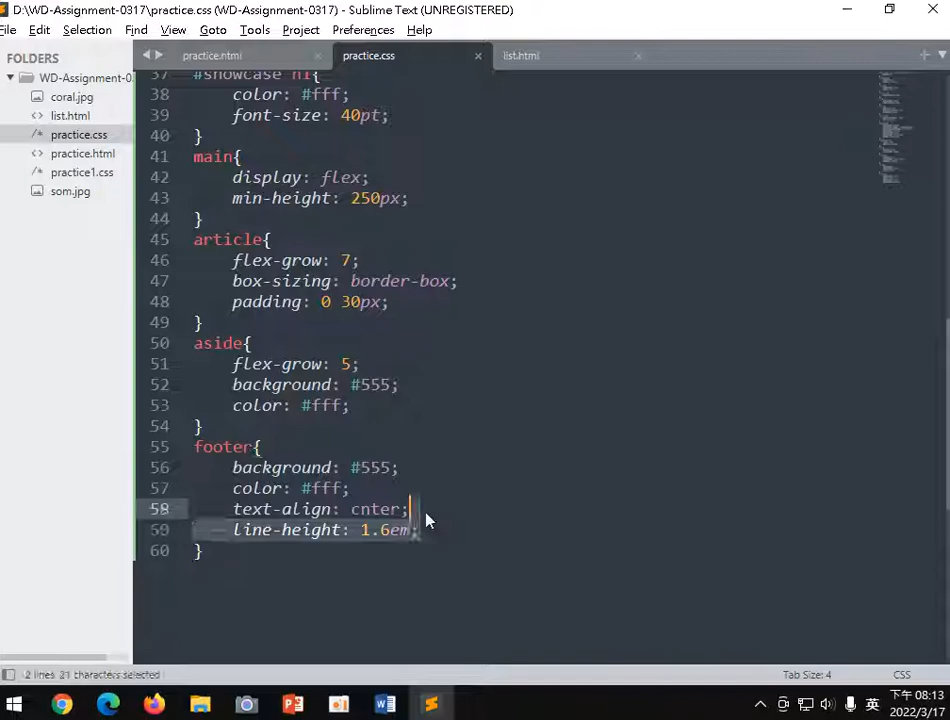 D:\WD-Assignment-0317\practice.css (WD-Assignment-0317) - Sublime Text (UNREGISTERED)
File Edit Selection Find View Goto Tools Project Preferences Help
FOLDERS
WD-Assignment-0
coral.jpg
list.html
practice.css
practice.html
practice1.css
som.jpg
practice.html × practice.css × list.html ×
37 #showcase h1{
38 color: #fff;
39 font-size: 40pt;
40 }
41 main{
42 display: flex;
43 min-height: 250px;
44 }
45 article{
46 flex-grow: 7;
47 box-sizing: border-box;
48 padding: 0 30px;
49 }
50 aside{
51 flex-grow: 5;
52 background: #555;
53 color: #fff;
54 }
55 footer{
56 background: #555;
57 color: #fff;
58 text-align: cnter;
59 line-height: 1.6em;
60 }
2 lines, 21 characters selected Tab Size: 4 CSS
英 下午 08:13
2022/3/17